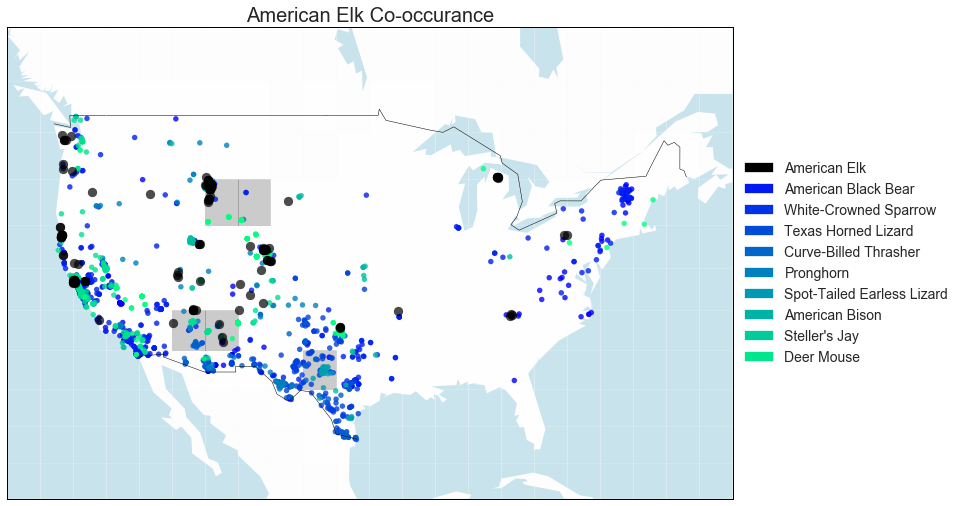 American Elk Co-occurance
American Elk
American Black Bear
White-Crowned Sparrow
Texas Horned Lizard
Curve-Billed Thrasher
Pronghorn
Spot-Tailed Earless Lizard
American Bison
Steller's Jay
Deer Mouse